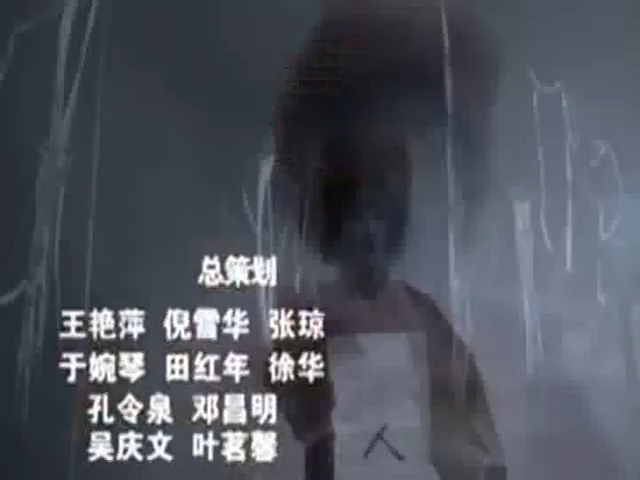 总策划
王艳萍 倪雪华 张琼
于婉琴 田红年 徐华
孔令泉 邓昌明
吴庆文 叶茗馨
人